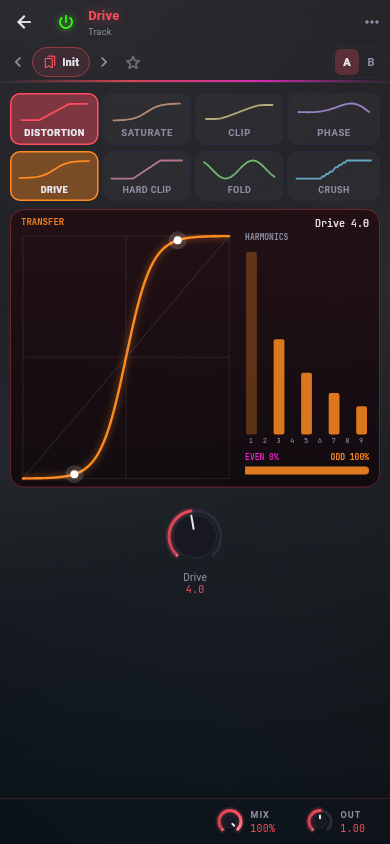 Drive
Track
Init
A B
DISTORTION SATURATE CLIP PHASE
DRIVE HARD CLIP FOLD CRUSH
TRANSFER Drive 4.0
HARMONICS
1 2 3 4 5 6 7 8 9
EVEN 0% ODD 100%
Drive
4.0
MIX
100%
OUT
1.00